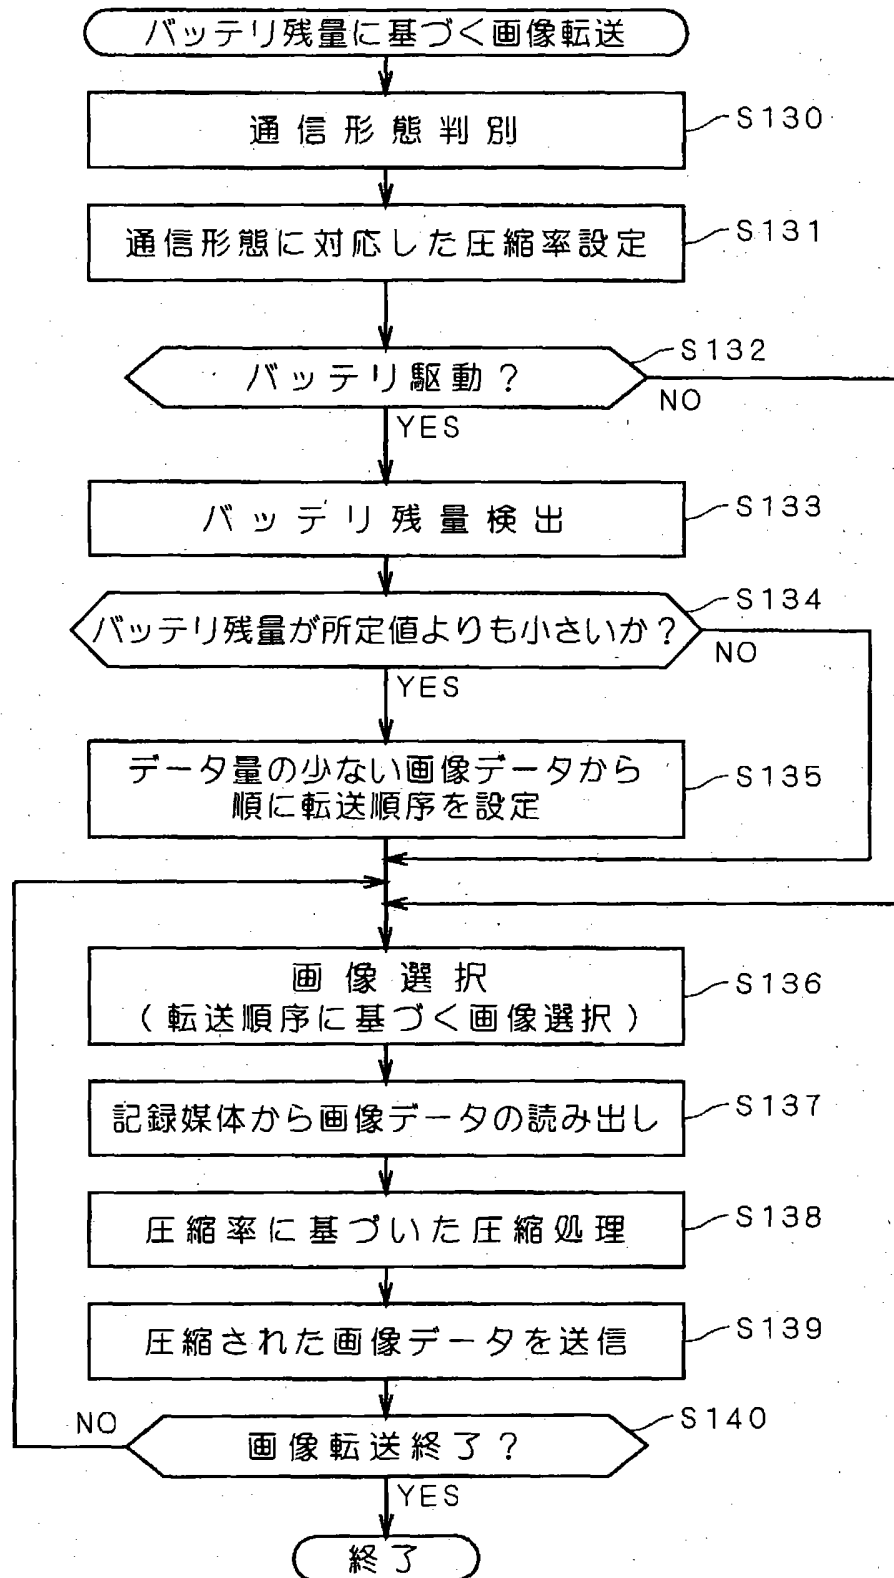 バッテリ残量に基づく画像転送
通信形態判別
S130
通信形態に対応した圧縮率設定
S131
バッテリ駆動?
S132
NO
YES
バッテリ残量検出
S133
バッテリ残量が所定値よりも小さいか?
S134
NO
YES
データ量の少ない画像データから
順に転送順序を設定
S135
画像選択
(転送順序に基づく画像選択)
S136
記録媒体から画像データの読み出し
S137
圧縮率に基づいた圧縮処理
S138
圧縮された画像データを送信
S139
画像転送終了?
S140
NO
YES
終了